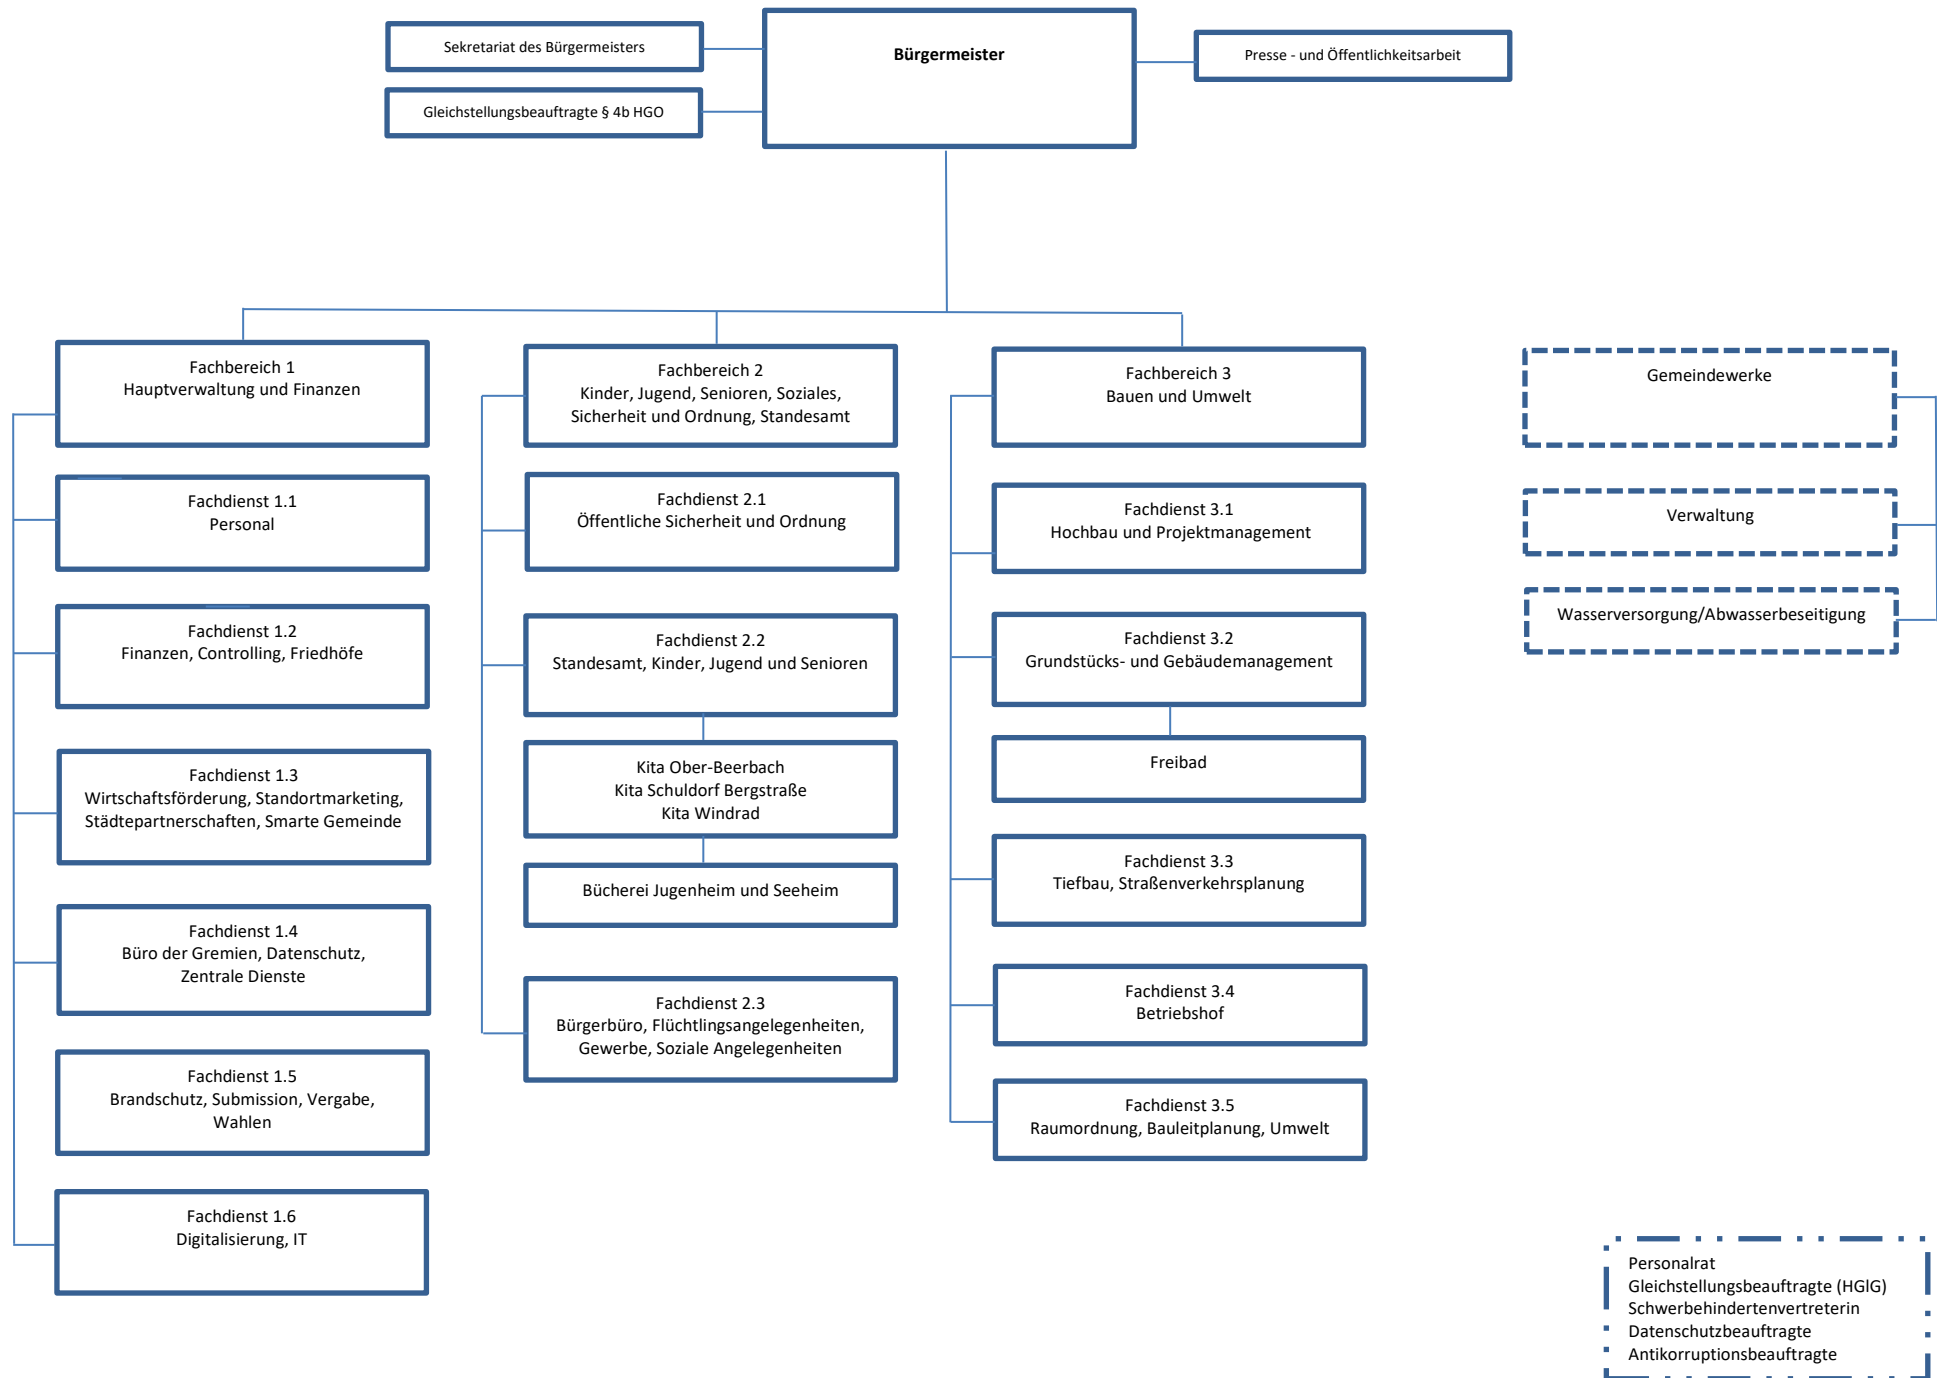 Sekretariat des Bürgermeisters
Gleichstellungsbeauftragte § 4b HGO
Bürgermeister
Presse - und Öffentlichkeitsarbeit
Fachbereich 1
Hauptverwaltung und Finanzen
Fachdienst 1.1
Personal
Fachdienst 1.2
Finanzen, Controlling, Friedhöfe
Fachdienst 1.3
Wirtschaftsförderung, Standortmarketing,
Städtepartnerschaften, Smarte Gemeinde
Fachdienst 1.4
Büro der Gremien, Datenschutz,
Zentrale Dienste
Fachdienst 1.5
Brandschutz, Submission, Vergabe,
Wahlen
Fachdienst 1.6
Digitalisierung, IT
Fachbereich 2
Kinder, Jugend, Senioren, Soziales,
Sicherheit und Ordnung, Standesamt
Fachdienst 2.1
Öffentliche Sicherheit und Ordnung
Fachdienst 2.2
Standesamt, Kinder, Jugend und Senioren
Kita Ober-Beerbach
Kita Schuldorf Bergstraße
Kita Windrad
Bücherei Jugenheim und Seeheim
Fachdienst 2.3
Bürgerbüro, Flüchtlingsangelegenheiten,
Gewerbe, Soziale Angelegenheiten
Fachbereich 3
Bauen und Umwelt
Fachdienst 3.1
Hochbau und Projektmanagement
Fachdienst 3.2
Grundstücks- und Gebäudemanagement
Freibad
Fachdienst 3.3
Tiefbau, Straßenverkehrsplanung
Fachdienst 3.4
Betriebshof
Fachdienst 3.5
Raumordnung, Bauleitplanung, Umwelt
Gemeindewerke
Verwaltung
Wasserversorgung/Abwasserbeseitigung
Personalrat
Gleichstellungsbeauftragte (HGlG)
Schwerbehindertenvertreterin
Datenschutzbeauftragte
Antikorruptionsbeauftragte